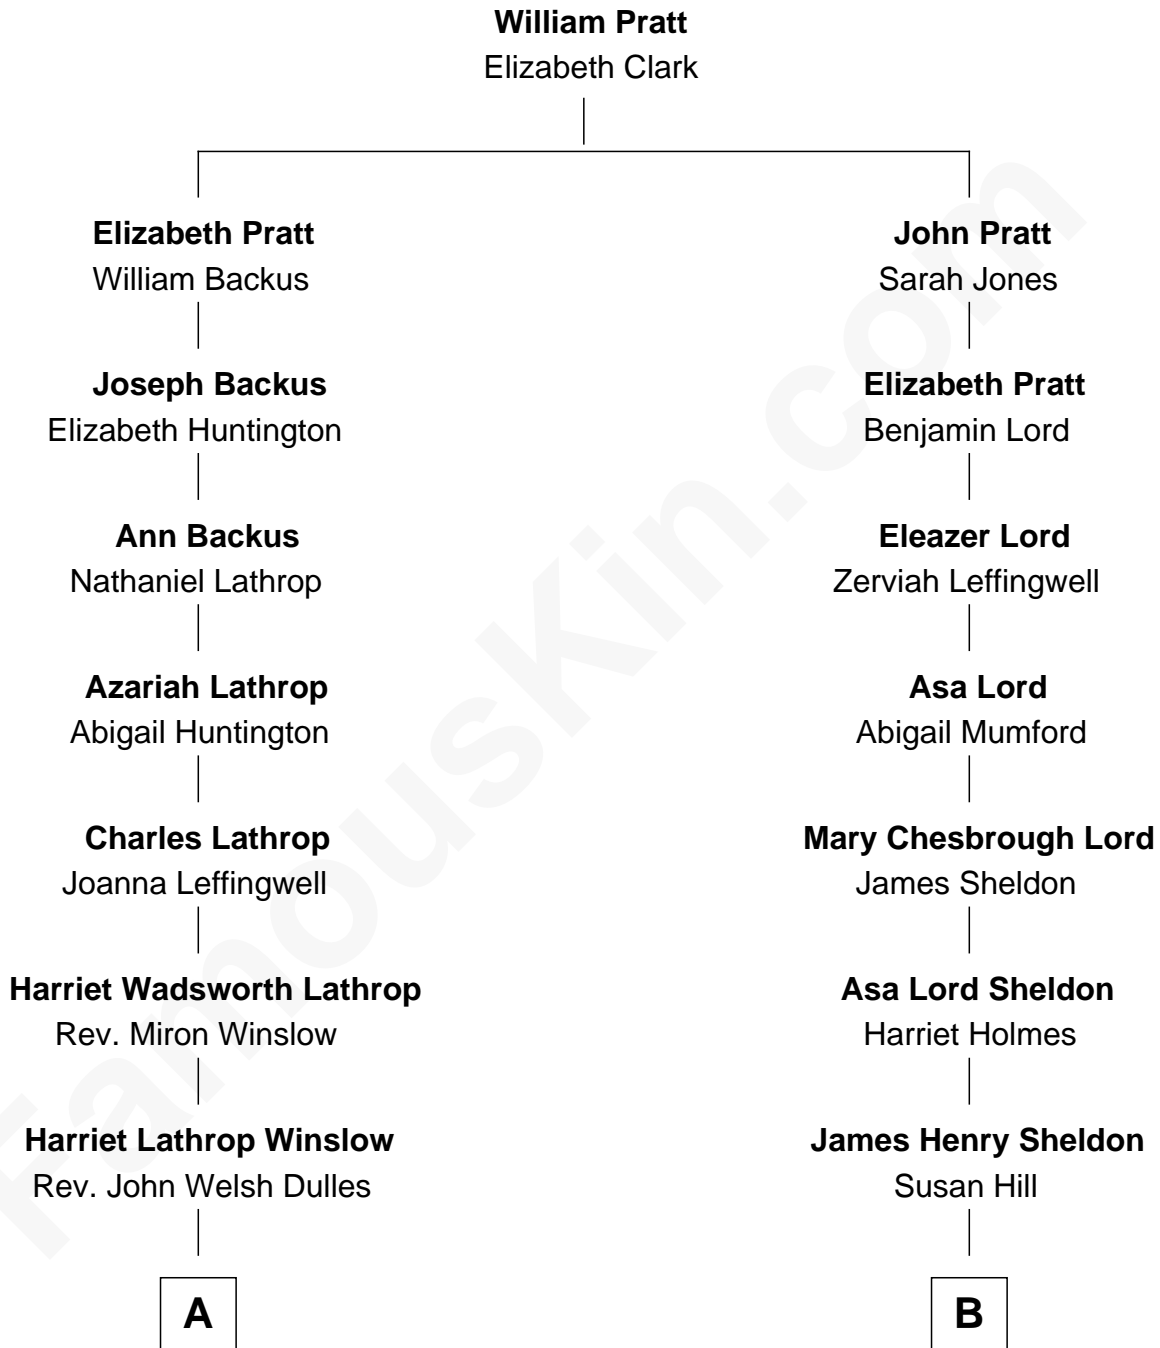 William Pratt
Elizabeth Clark
Elizabeth Pratt
William Backus
John Pratt
Sarah Jones
Joseph Backus
Elizabeth Huntington
Elizabeth Pratt
Benjamin Lord
Ann Backus
Nathaniel Lathrop
Eleazer Lord
Zerviah Leffingwell
Azariah Lathrop
Abigail Huntington
Asa Lord
Abigail Mumford
Charles Lathrop
Joanna Leffingwell
Mary Chesbrough Lord
James Sheldon
Harriet Wadsworth Lathrop
Rev. Miron Winslow
Asa Lord Sheldon
Harriet Holmes
Harriet Lathrop Winslow
Rev. John Welsh Dulles
James Henry Sheldon
Susan Hill
A
B
FamousKin.com